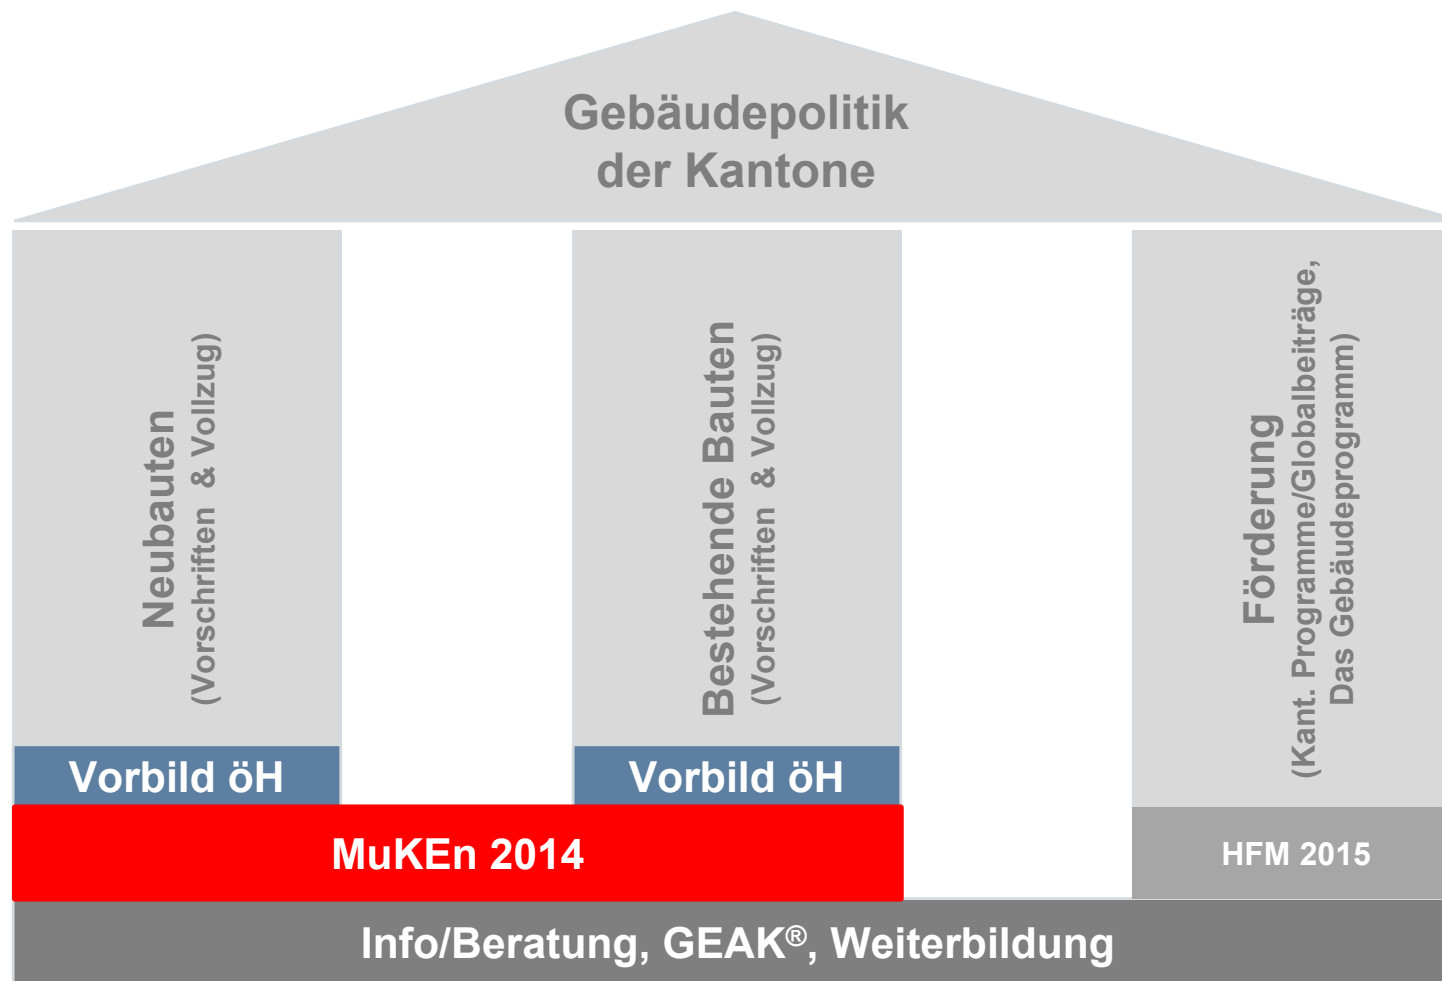 Gebäudepolitik
der Kantone
Neubauten
(Vorschriften & Vollzug)
Bestehende Bauten
(Vorschriften & Vollzug)
Förderung
(Kant. Programme/Globalbeiträge,
Das Gebäudeprogramm)
Vorbild öH
Vorbild öH
MuKEn 2014
HFM 2015
Info/Beratung, GEAK®, Weiterbildung